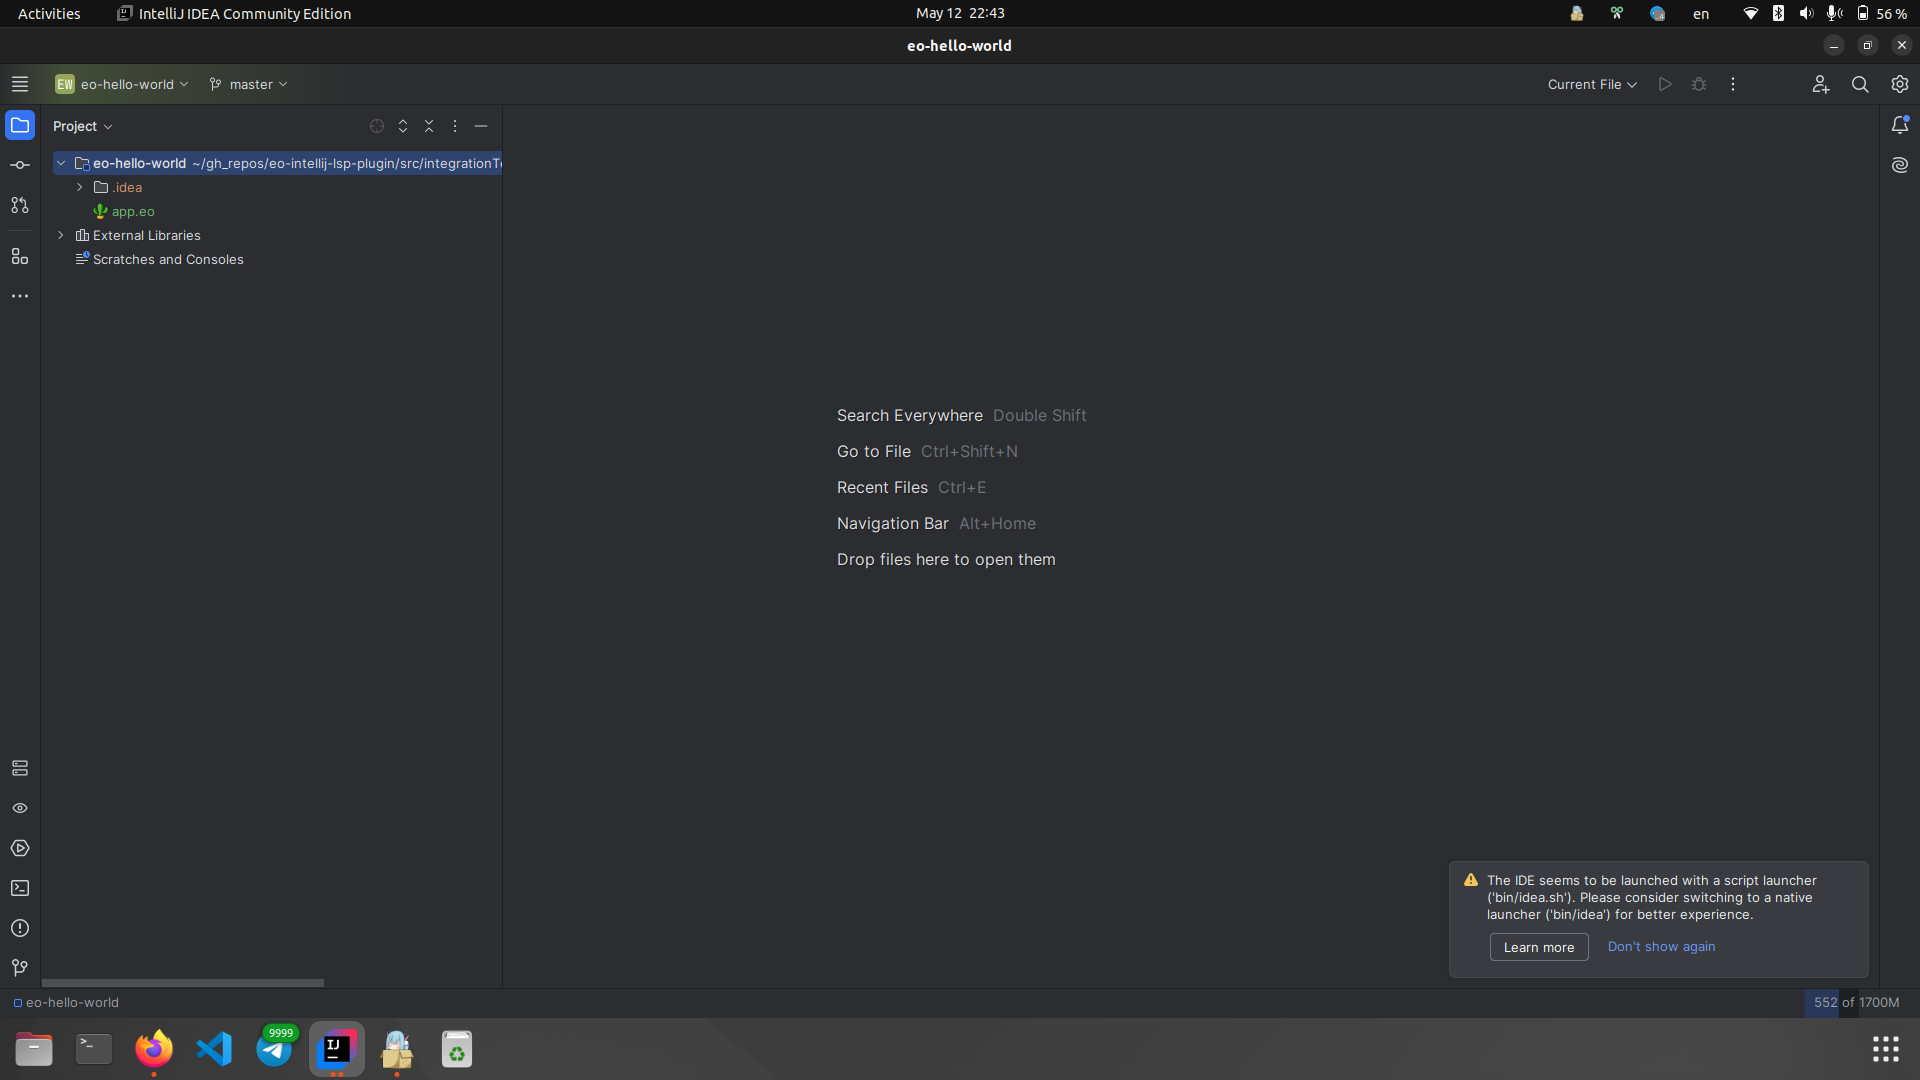 Activities
IntelliJ IDEA Community Edition
May 12 22:43
en
56 %
eo-hello-world
EW
eo-hello-world
master
Current File
Project
eo-hello-world ~/gh_repos/eo-intellij-lsp-plugin/src/integrationTe
.idea
app.eo
External Libraries
Scratches and Consoles
Search Everywhere Double Shift
Go to File Ctrl+Shift+N
Recent Files Ctrl+E
Navigation Bar Alt+Home
Drop files here to open them
The IDE seems to be launched with a script launcher
('bin/idea.sh'). Please consider switching to a native
launcher ('bin/idea') for better experience.
Learn more
Don't show again
eo-hello-world
552 of 1700M
9999
IJ